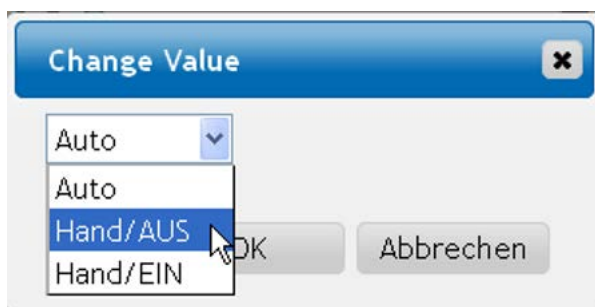 Change Value
Auto
Auto
Hand/AUS
OK Abbrechen
Hand/EIN